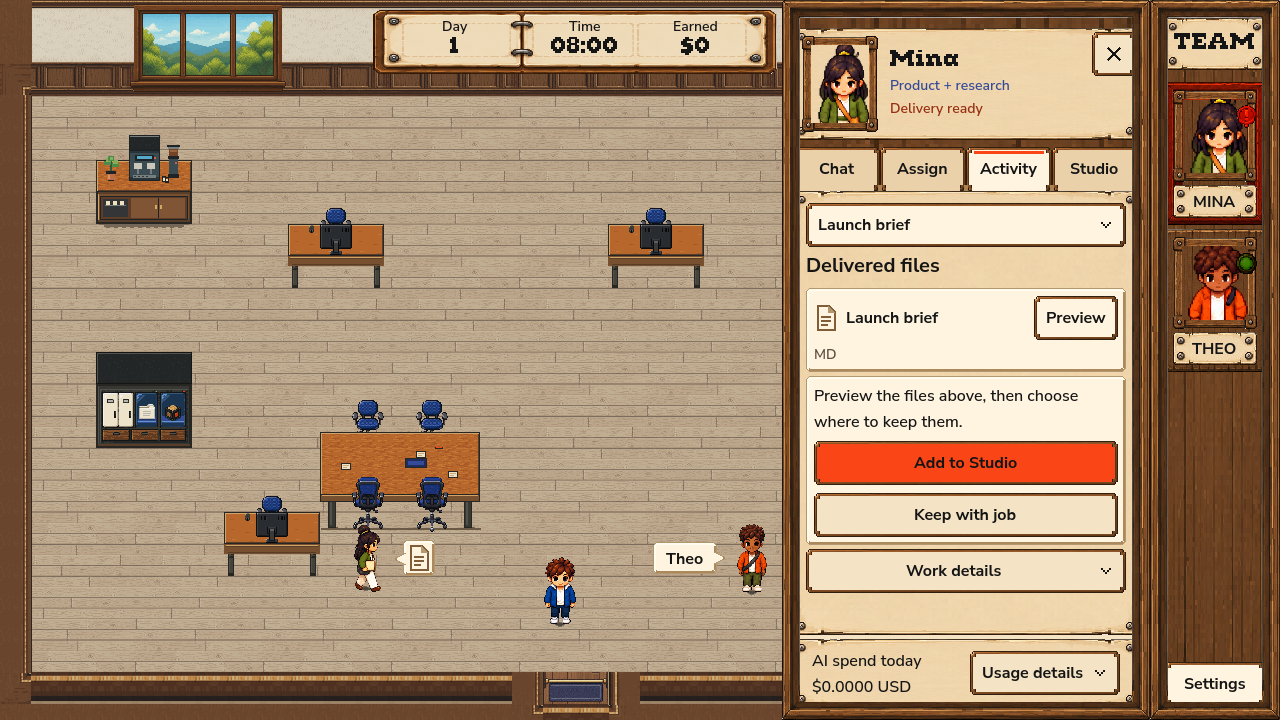 Day
1
Time
08:00
Earned
$0
Mina
Product + research
Delivery ready
Chat
Assign
Activity
Studio
Launch brief
Delivered files
Launch brief
Preview
MD
Preview the files above, then choose
where to keep them.
Add to Studio
Keep with job
Work details
AI spend today
$0.0000 USD
Usage details
TEAM
MINA
THEO
Settings
Theo